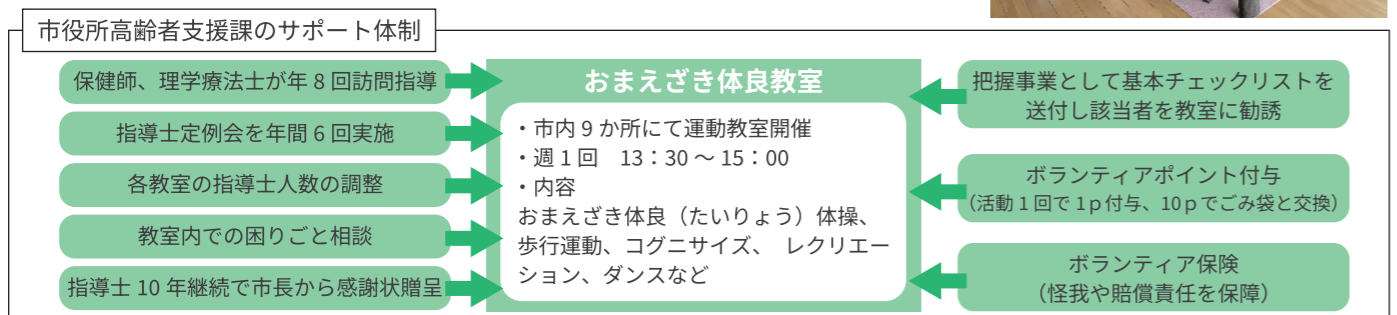 市役所高齢者支援課のサポート体制
保健師、理学療法士が年 8 回訪問指導
指導士定例会を年間 6 回実施
各教室の指導士人数の調整
教室内での困りごと相談
指導士 10 年継続で市長から感謝状贈呈
おまえざき体良教室
・市内 9 か所にて運動教室開催
・週 1 回　13：30 ～ 15：00
・内容
おまえざき体良（たいりょう）体操、
歩行運動、コグニサイズ、　レクリエー
ション、ダンスなど
把握事業として基本チェックリストを
送付し該当者を教室に勧誘
ボランティアポイント付与
（活動 1 回で 1ｐ付与、10ｐでごみ袋と交換）
ボランティア保険
（怪我や賠償責任を保障）